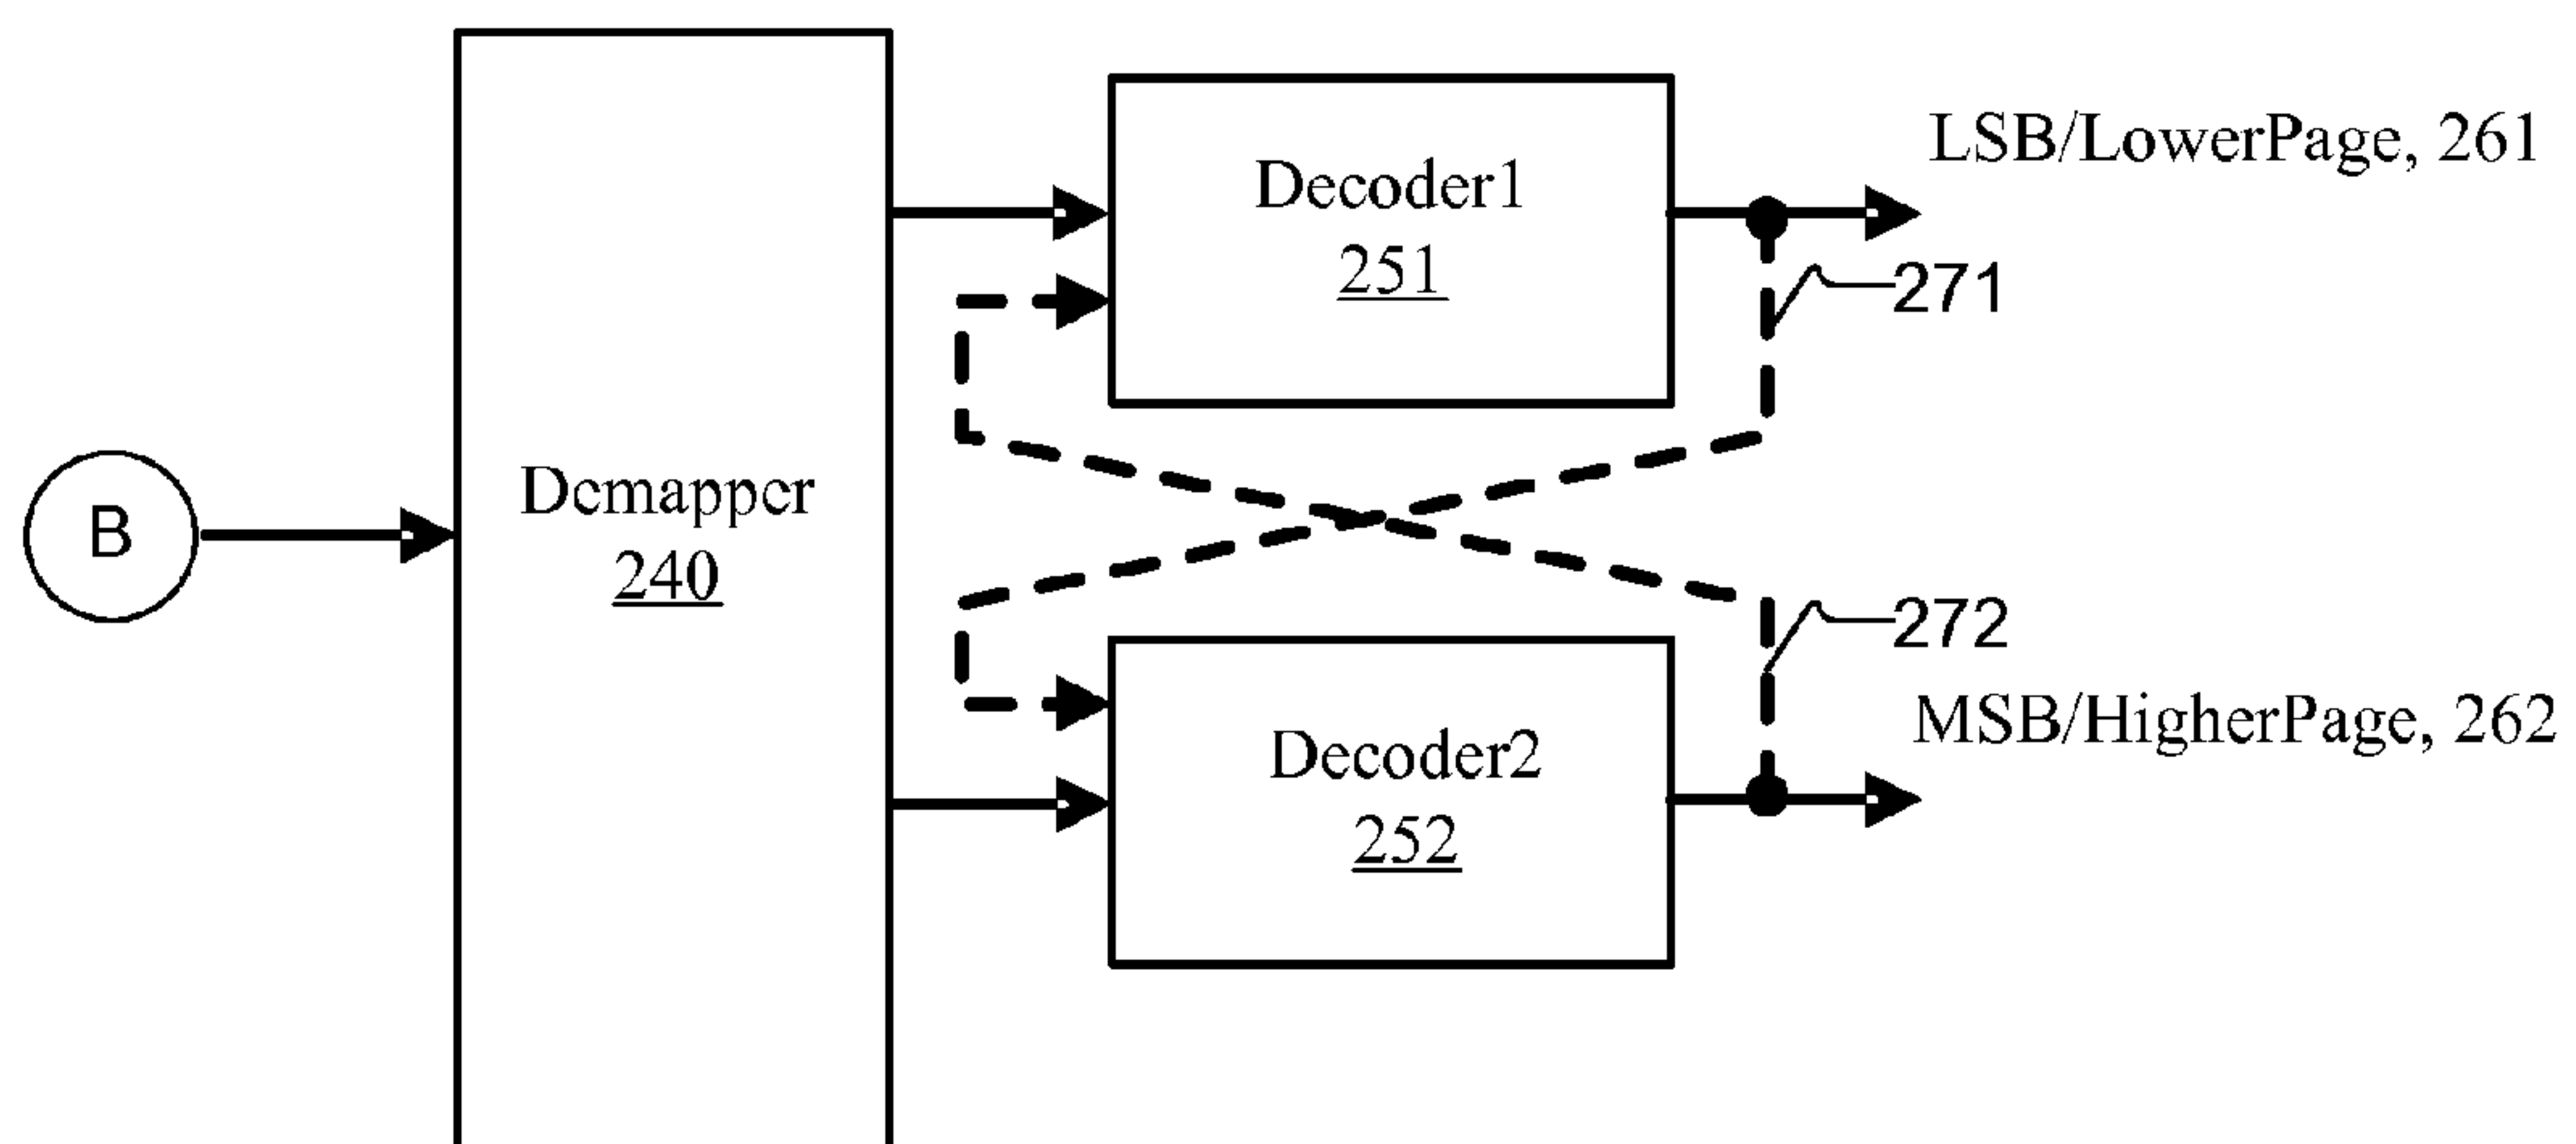 B
Demapper
240
Decoder1
251
LSB/LowerPage, 261
271
272
Decoder2
252
MSB/HigherPage, 262